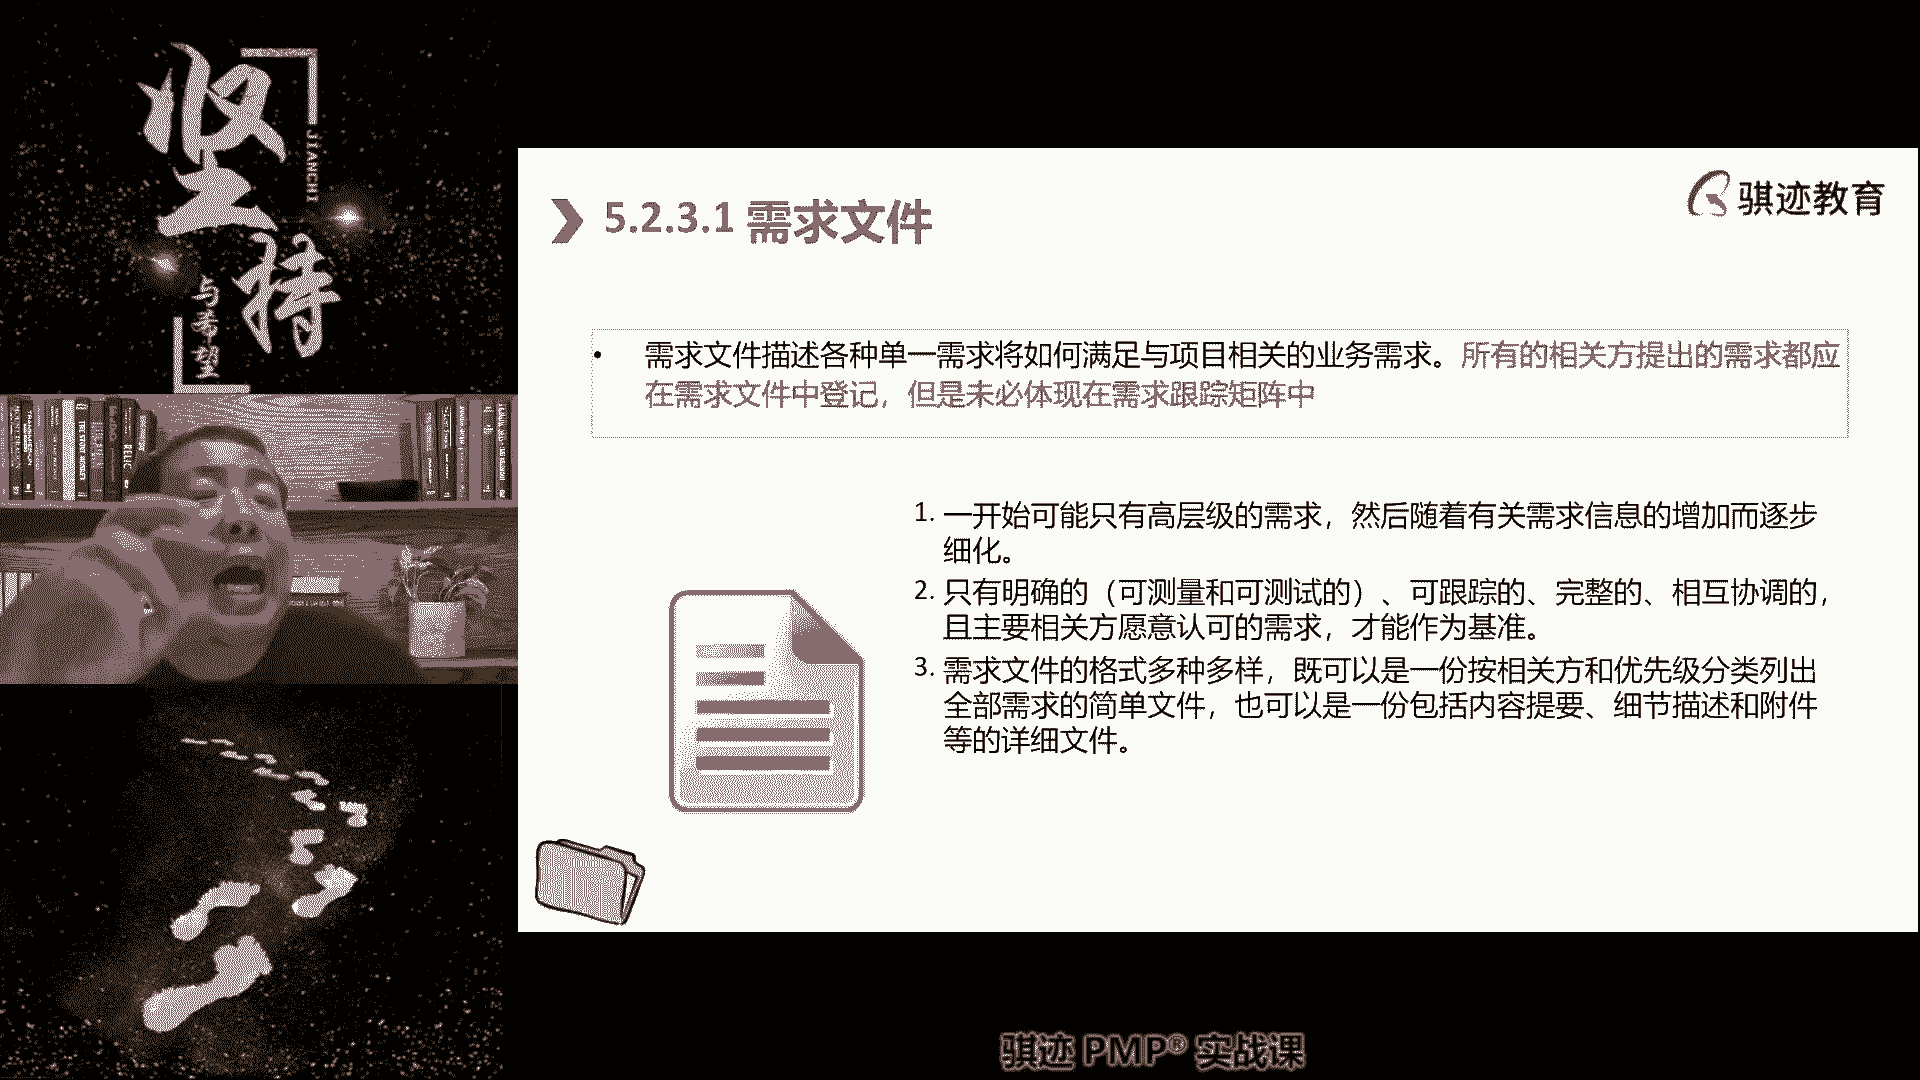 坚持
JIANCHI
与希望
骐迹教育
5.2.3.1 需求文件
• 需求文件描述各种单一需求将如何满足与项目相关的业务需求。所有的相关方提出的需求都应
在需求文件中登记，但是未必体现在需求跟踪矩阵中
1. 一开始可能只有高层级的需求，然后随着有关需求信息的增加而逐步
细化。
2. 只有明确的（可测量和可测试的）、可跟踪的、完整的、相互协调的，
且主要相关方愿意认可的需求，才能作为基准。
3. 需求文件的格式多种多样，既可以是一份按相关方和优先级分类列出
全部需求的简单文件，也可以是一份包括内容提要、细节描述和附件
等的详细文件。
骐迹 PMP® 实战课